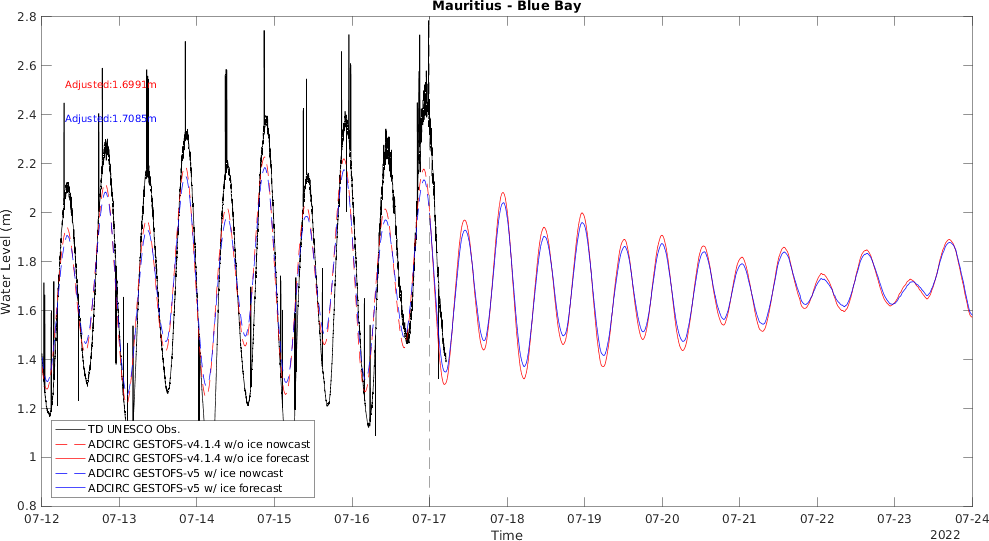 Mauritius - Blue Bay
2.8
2.6
2.4
2.2
2
1.8
1.6
1.4
1.2
1
0.8
Water Level (m)
Adjusted:1.6991m
Adjusted:1.7085m
TD UNESCO Obs.
ADCIRC GESTOFS-v4.1.4 w/o ice nowcast
ADCIRC GESTOFS-v4.1.4 w/o ice forecast
ADCIRC GESTOFS-v5 w/ ice nowcast
ADCIRC GESTOFS-v5 w/ ice forecast
07-12 07-13 07-14 07-15 07-16 07-17 07-18 07-19 07-20 07-21 07-22 07-23 07-24
Time
2022